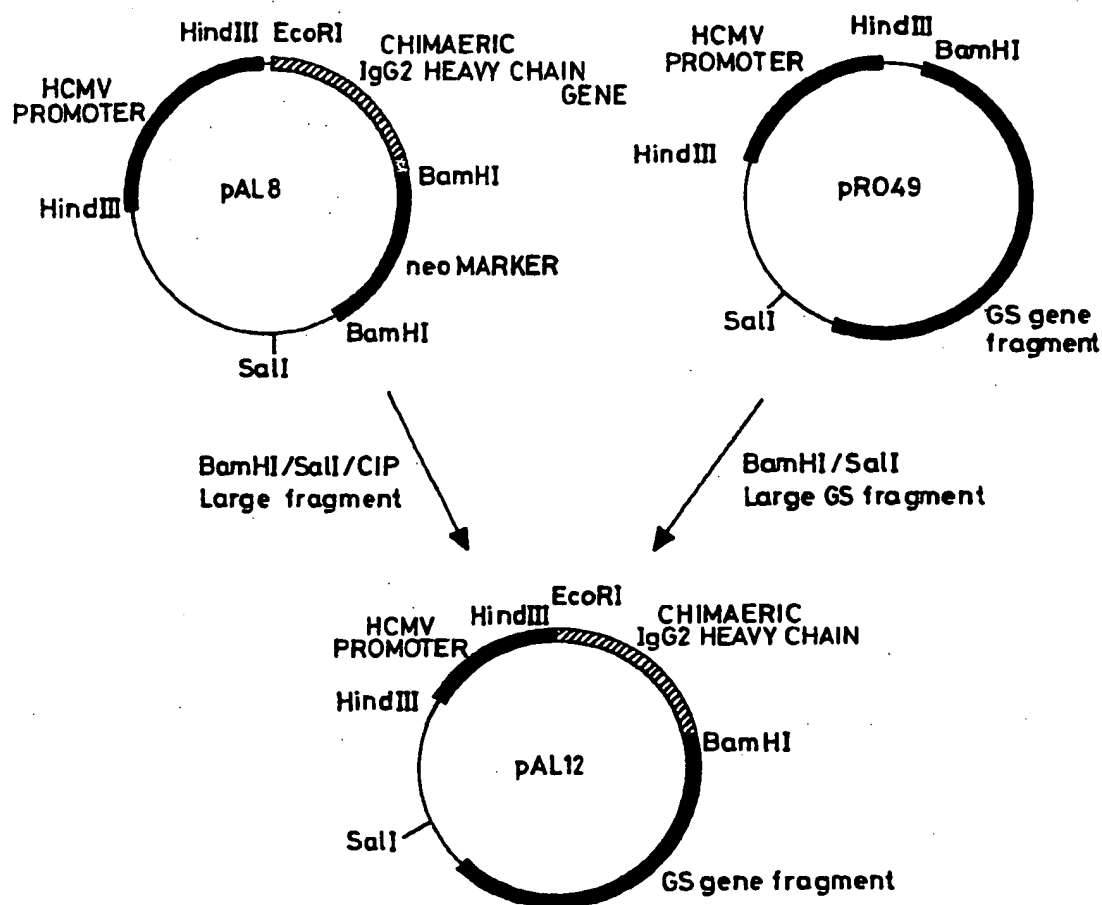 HindIII EcoRI
CHIMAERIC
IgG2 HEAVY CHAIN
GENE
HCMV
PROMOTER
BamHI
pAL8
HindIII
neo MARKER
BamHI
SalI
HindIII
HCMV
PROMOTER
BamHI
HindIII
pRO49
SalI
GS gene
fragment
BamHI/SalI/CIP
Large fragment
BamHI/SalI
Large GS fragment
EcoRI
HindIII
CHIMAERIC
IgG2 HEAVY CHAIN
HCMV
PROMOTER
HindIII
BamHI
pAL12
SalI
GS gene fragment